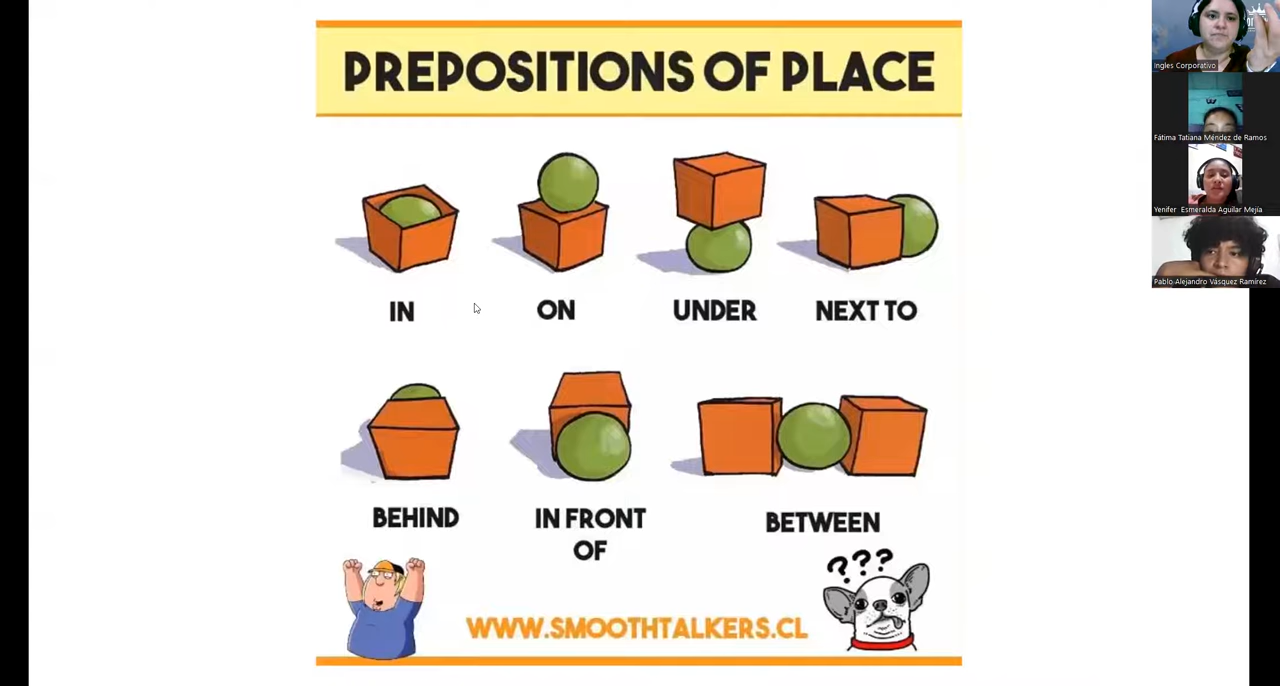 PREPOSITIONS OF PLACE
IN
ON
UNDER
NEXT TO
BEHIND
IN FRONT
OF
BETWEEN
???
WWW.SMOOTHTALKERS.CL
Ingles Corporativo
Fátima Tatiana Méndez de Ramos
Yenifer Esmeralda Aguilar Mejía
Pablo Alejandro Vásquez Ramírez